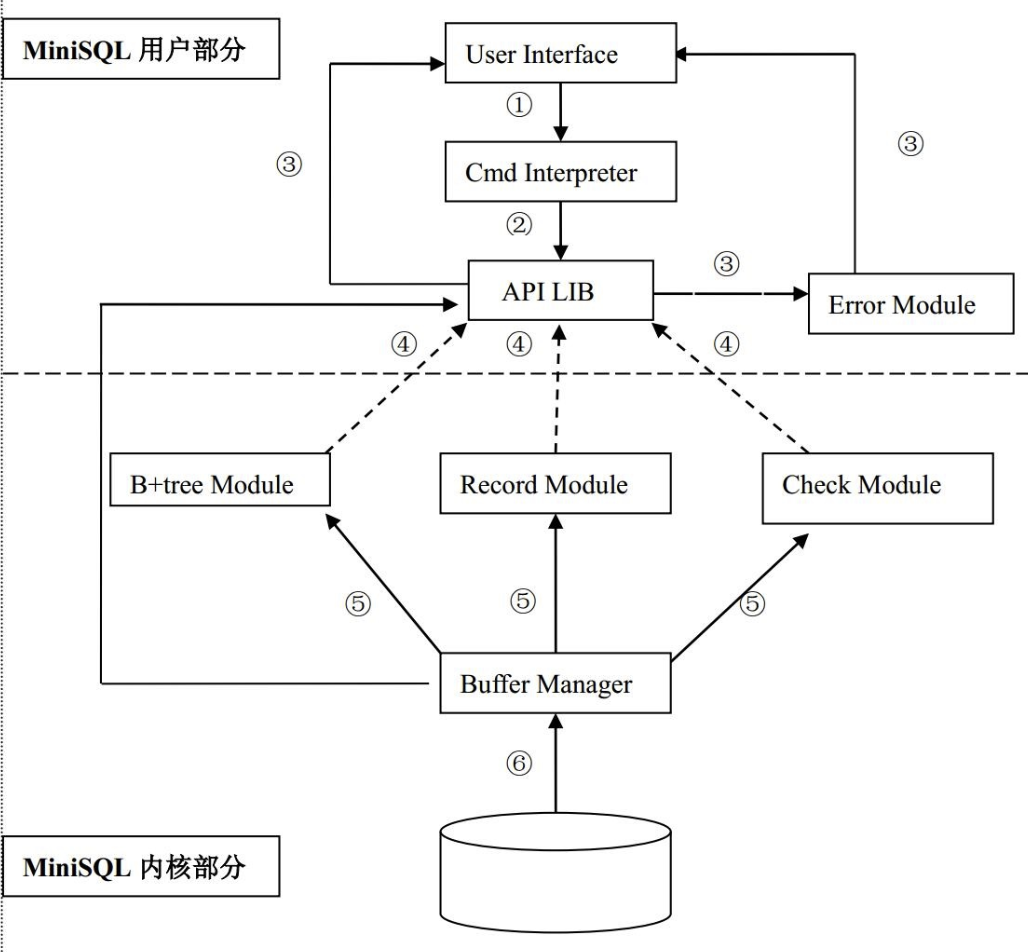 MiniSQL 用户部分
User Interface
①
③
③
Cmd Interpreter
②
API LIB
③
Error Module
④
④
④
B+tree Module
Record Module
Check Module
⑤
⑤
⑤
Buffer Manager
⑥
MiniSQL 内核部分